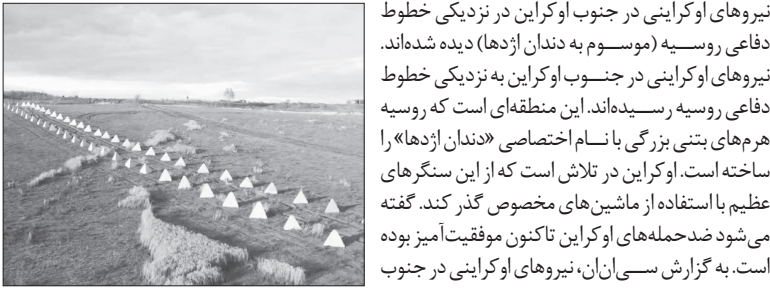 نیروهای اوکراینی در جنوب اوکراین در نزدیکی خطوط
دفاعی روسیه (موسوم به دندان اژدها) دیده شده‌اند.
نیروهای اوکراینی در جنوب اوکراین به نزدیکی خطوط
دفاعی روسیه رسیده‌اند. این منطقه‌ای است که روسیه
هرم‌های بتنی بزرگی با نام اختصاصی «دندان اژدها» را
ساخته است. اوکراین در تلاش است که از این سنگرهای
عظیم با استفاده از ماشین‌های مخصوص گذر کند. گفته
می‌شود ضدحمله‌های اوکراین تاکنون موفقیت‌آمیز بوده
است. به گزارش سی‌ان‌ان، نیروهای اوکراینی در جنوب